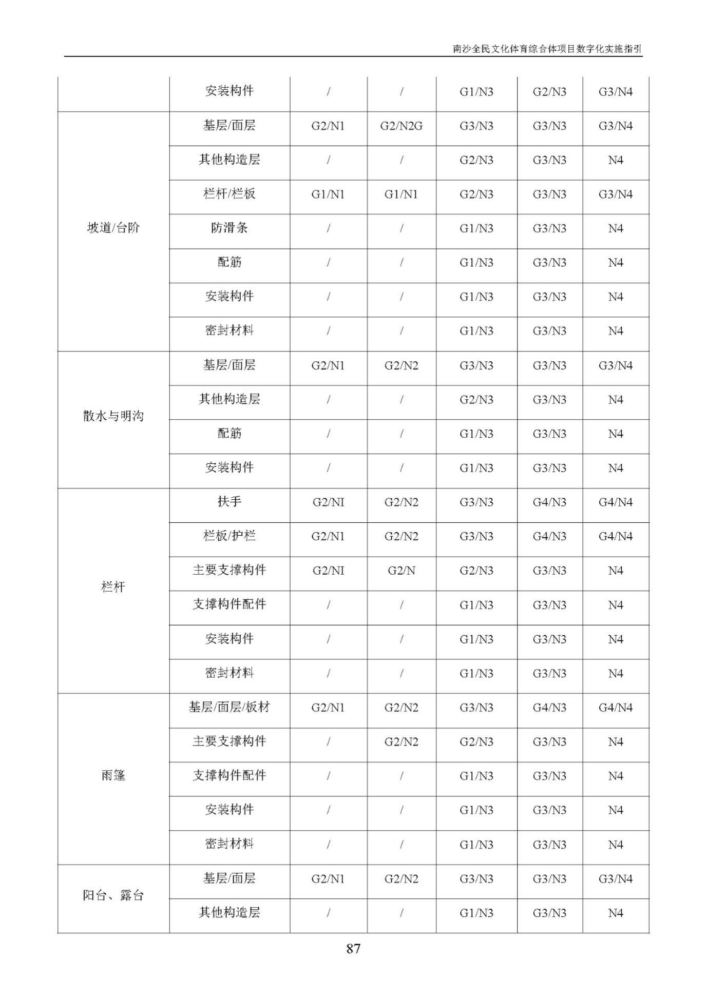 南沙全民文化体育综合体项目数字化实施指引
安装构件 / / G1/N3 G2/N3 G3/N4
坡道/台阶
基层/面层 G2/N1 G2/N2G G3/N3 G3/N3 G3/N4
其他构造层 / / G2/N3 G3/N3 N4
栏杆/栏板 G1/N1 G1/N1 G2/N3 G3/N3 G3/N4
防滑条 / / G1/N3 G3/N3 N4
配筋 / / G1/N3 G3/N3 N4
安装构件 / / G1/N3 G3/N3 N4
密封材料 / / G1/N3 G3/N3 N4
散水与明沟
基层/面层 G2/N1 G2/N2 G3/N3 G3/N3 G3/N4
其他构造层 / / G2/N3 G3/N3 N4
配筋 / / G1/N3 G3/N3 N4
安装构件 / / G1/N3 G3/N3 N4
栏杆
扶手 G2/NI G2/N2 G3/N3 G4/N3 G4/N4
栏板/护栏 G2/N1 G2/N2 G3/N3 G4/N3 G4/N4
主要支撑构件 G2/NI G2/N G2/N3 G3/N3 N4
支撑构件配件 / / G1/N3 G3/N3 N4
安装构件 / / G1/N3 G3/N3 N4
密封材料 / / G1/N3 G3/N3 N4
雨篷
基层/面层/板材 G2/N1 G2/N2 G3/N3 G4/N3 G4/N4
主要支撑构件 / G2/N2 G2/N3 G3/N3 N4
支撑构件配件 / / G1/N3 G3/N3 N4
安装构件 / / G1/N3 G3/N3 N4
密封材料 / / G1/N3 G3/N3 N4
阳台、露台
基层/面层 G2/N1 G2/N2 G3/N3 G3/N3 G3/N4
其他构造层 / / G1/N3 G3/N3 N4
87